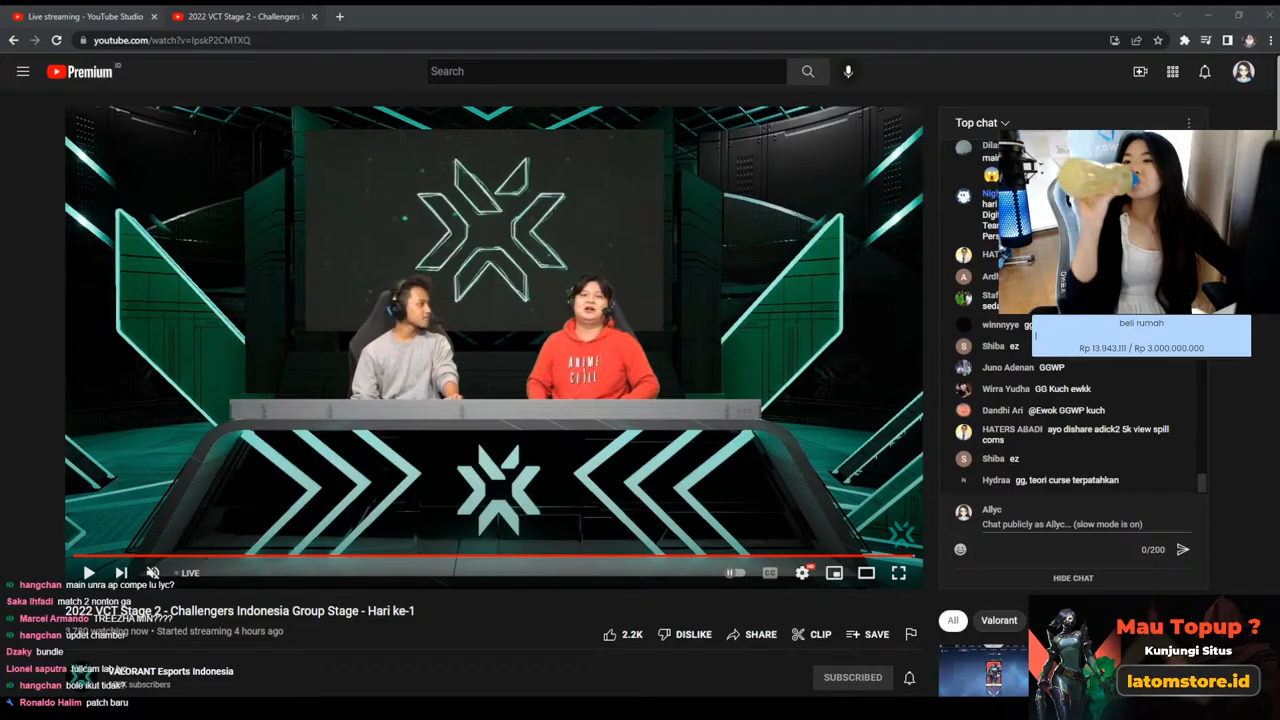 Live streaming - YouTube Studio
2022 VCT Stage 2 - Challengers
youtube.com/watch?v=IpskP2CMTXQ
Premium
ID
Search
Top chat
ANIME
CHILL
HATERS ABADI ayo dishare adick2 5k view spill
coms
winnnyye
Shiba ez
Juno Adenan GGWP
Wirra Yudha GG Kuch ewkk
Dandhi Ari @Ewok GGWP kuch
Shiba ez
Hydraa gg, teori curse terpatahkan
Allyc
Chat publicly as Allyc... (slow mode is on)
0/200
HIDE CHAT
beli rumah
Rp 13.943.111 / Rp 3.000.000.000
LIVE
HD
2022 VCT Stage 2 - Challengers Indonesia Group Stage - Hari ke-1
watching now • Started streaming 4 hours ago
2.2K
DISLIKE
SHARE
CLIP
SAVE
VALORANT Esports Indonesia
subscribers
SUBSCRIBED
All
Valorant
hangchan main unra ap compe lu lyc?
Saka Ihfadi match 2 nonton ga
Marcel Armando TREEZHA MIN????
hangchan updet chamber
Dzaky bundle
Lionel saputra
hangchan bole ikut tidak?
Ronaldo Halim patch baru
Mau Topup ?
Kunjungi Situs
latomstore.id